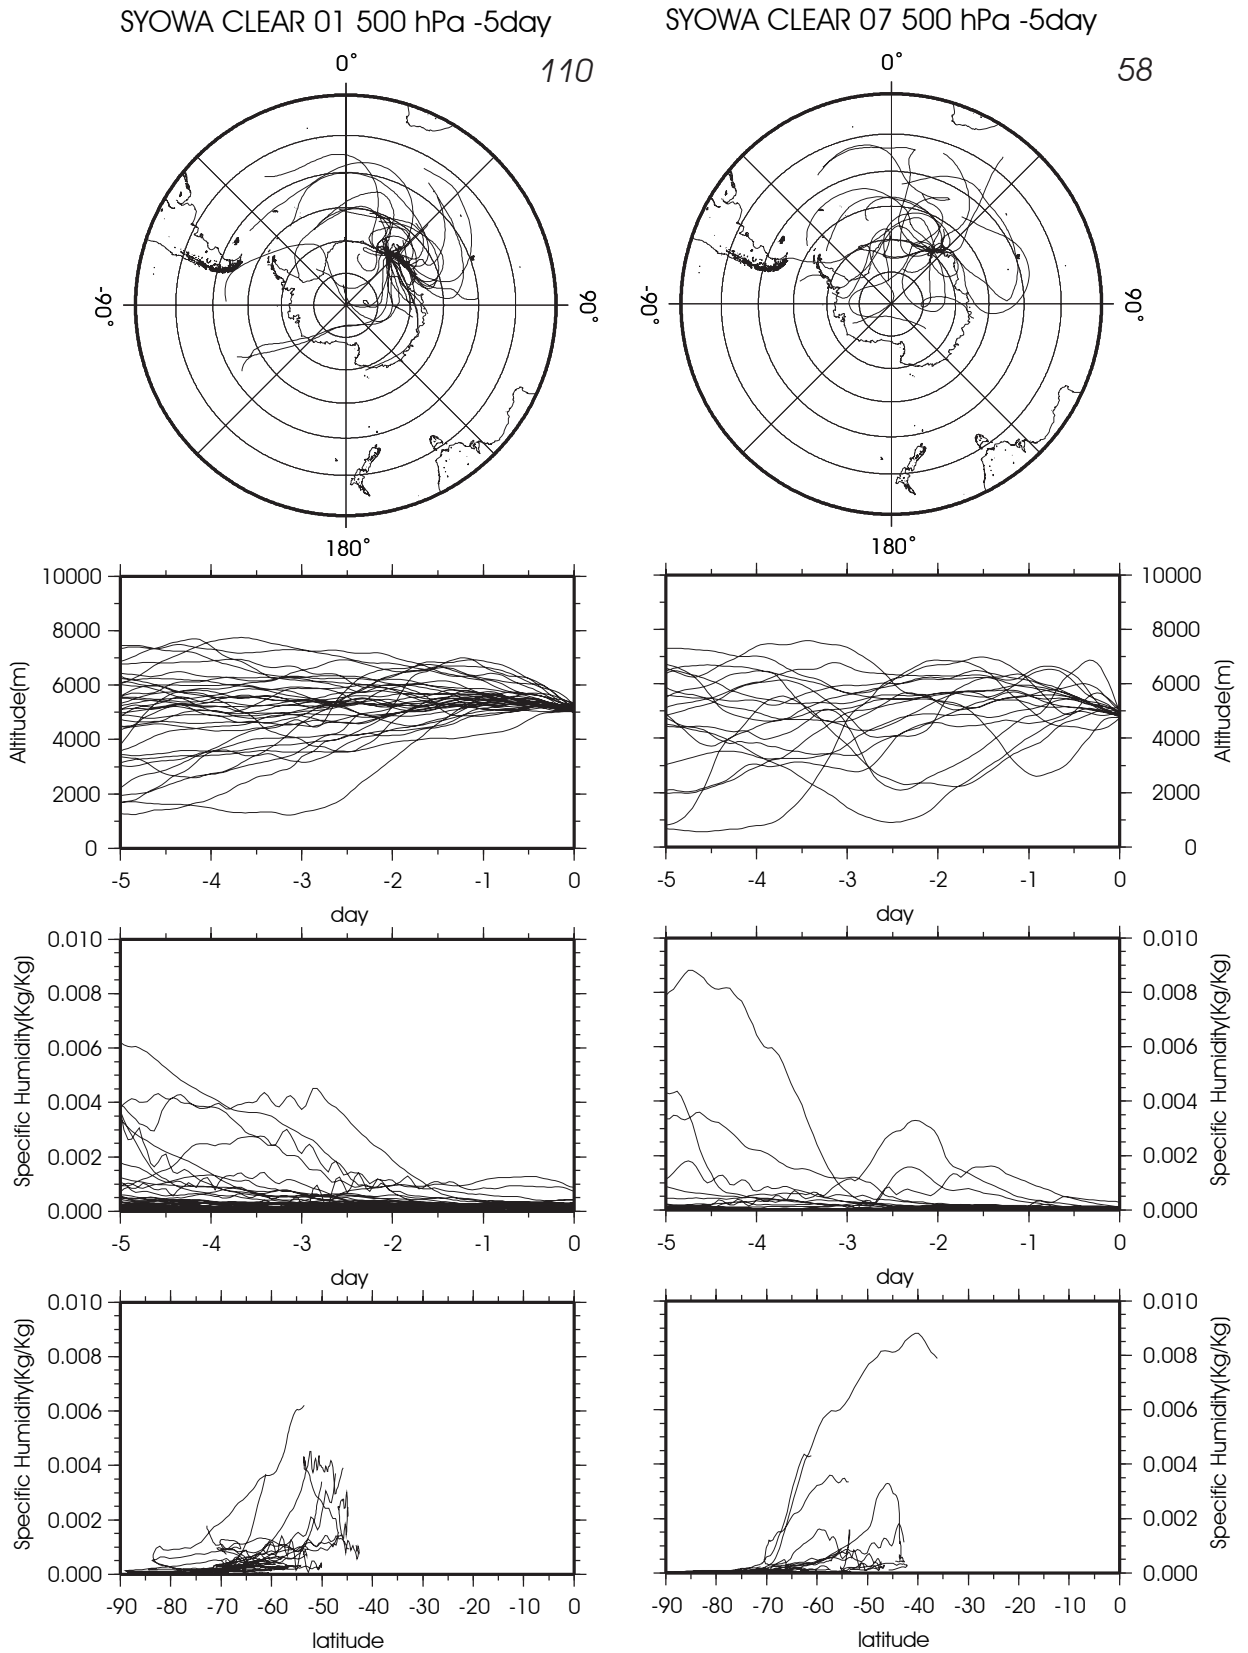 SYOWA CLEAR 01 500 hPa -5day
SYOWA CLEAR 07 500 hPa -5day
110
58
0°
0°
-90°
90°
-90°
90°
180°
180°
10000
8000
6000
4000
2000
0
Altitude(m)
-5 -4 -3 -2 -1 0
day
10000
8000
6000
4000
2000
0
Altitude(m)
-5 -4 -3 -2 -1 0
day
0.010
0.008
0.006
0.004
0.002
0.000
Specific Humidity(Kg/Kg)
-5 -4 -3 -2 -1 0
day
0.010
0.008
0.006
0.004
0.002
0.000
Specific Humidity(Kg/Kg)
-5 -4 -3 -2 -1 0
day
0.010
0.008
0.006
0.004
0.002
0.000
Specific Humidity(Kg/Kg)
-90 -80 -70 -60 -50 -40 -30 -20 -10 0
latitude
0.010
0.008
0.006
0.004
0.002
0.000
Specific Humidity(Kg/Kg)
-90 -80 -70 -60 -50 -40 -30 -20 -10 0
latitude